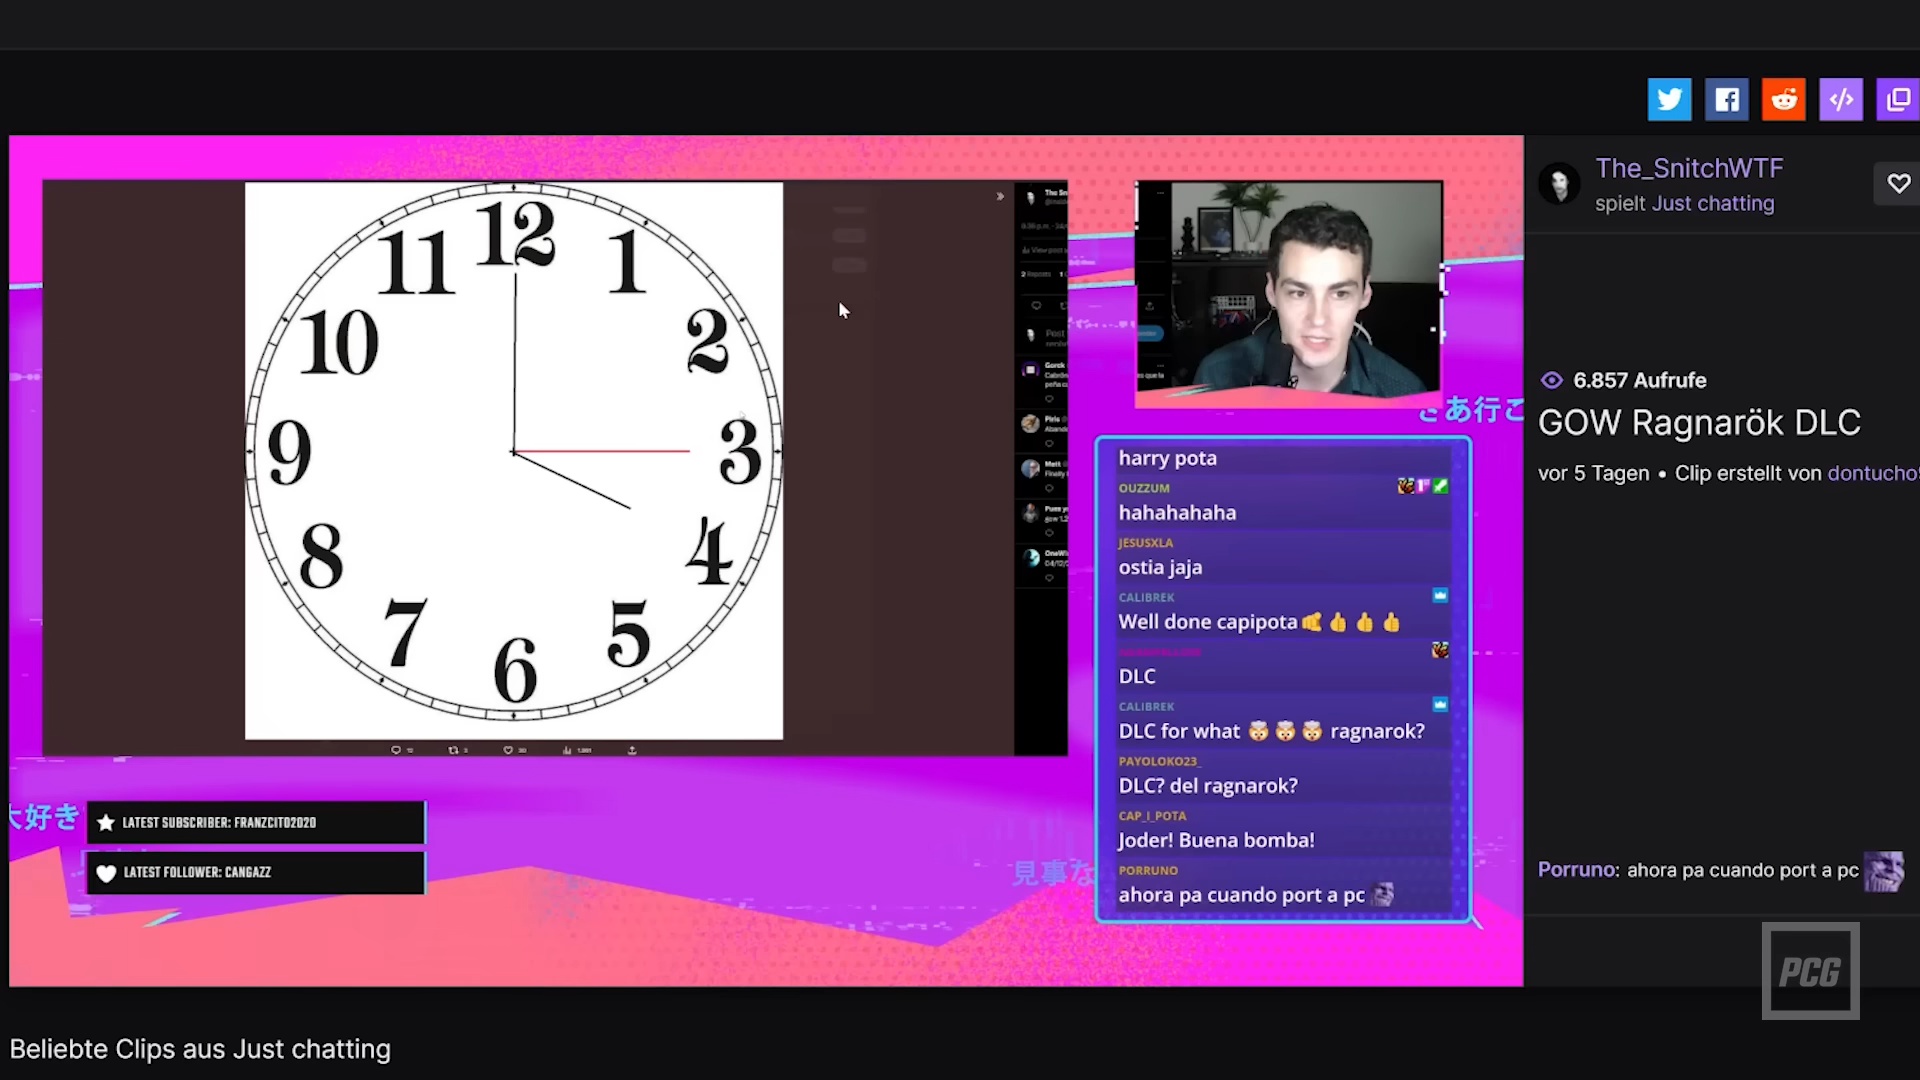 12
1
2
3
4
5
6
7
8
9
10
11
The_SnitchWTF
spielt Just chatting
6.857 Aufrufe
GOW Ragnarök DLC
vor 5 Tagen • Clip erstellt von dontucho
harry pota
OUZZUM
hahahahaha
JESUSXLA
ostia jaja
CALIBREK
Well done capipota
DLC
CALIBREK
DLC for what 🤯🤯🤯 ragnarok?
PAYOLOKO23_
DLC? del ragnarok?
CAP_I_POTA
Joder! Buena bomba!
PORRUNO
ahora pa cuando port a pc
さあ行こ
大好き
見事な
LATEST SUBSCRIBER: FRANZCITO2020
LATEST FOLLOWER: CANGAZZ
Porruno: ahora pa cuando port a pc
PCG
Beliebte Clips aus Just chatting